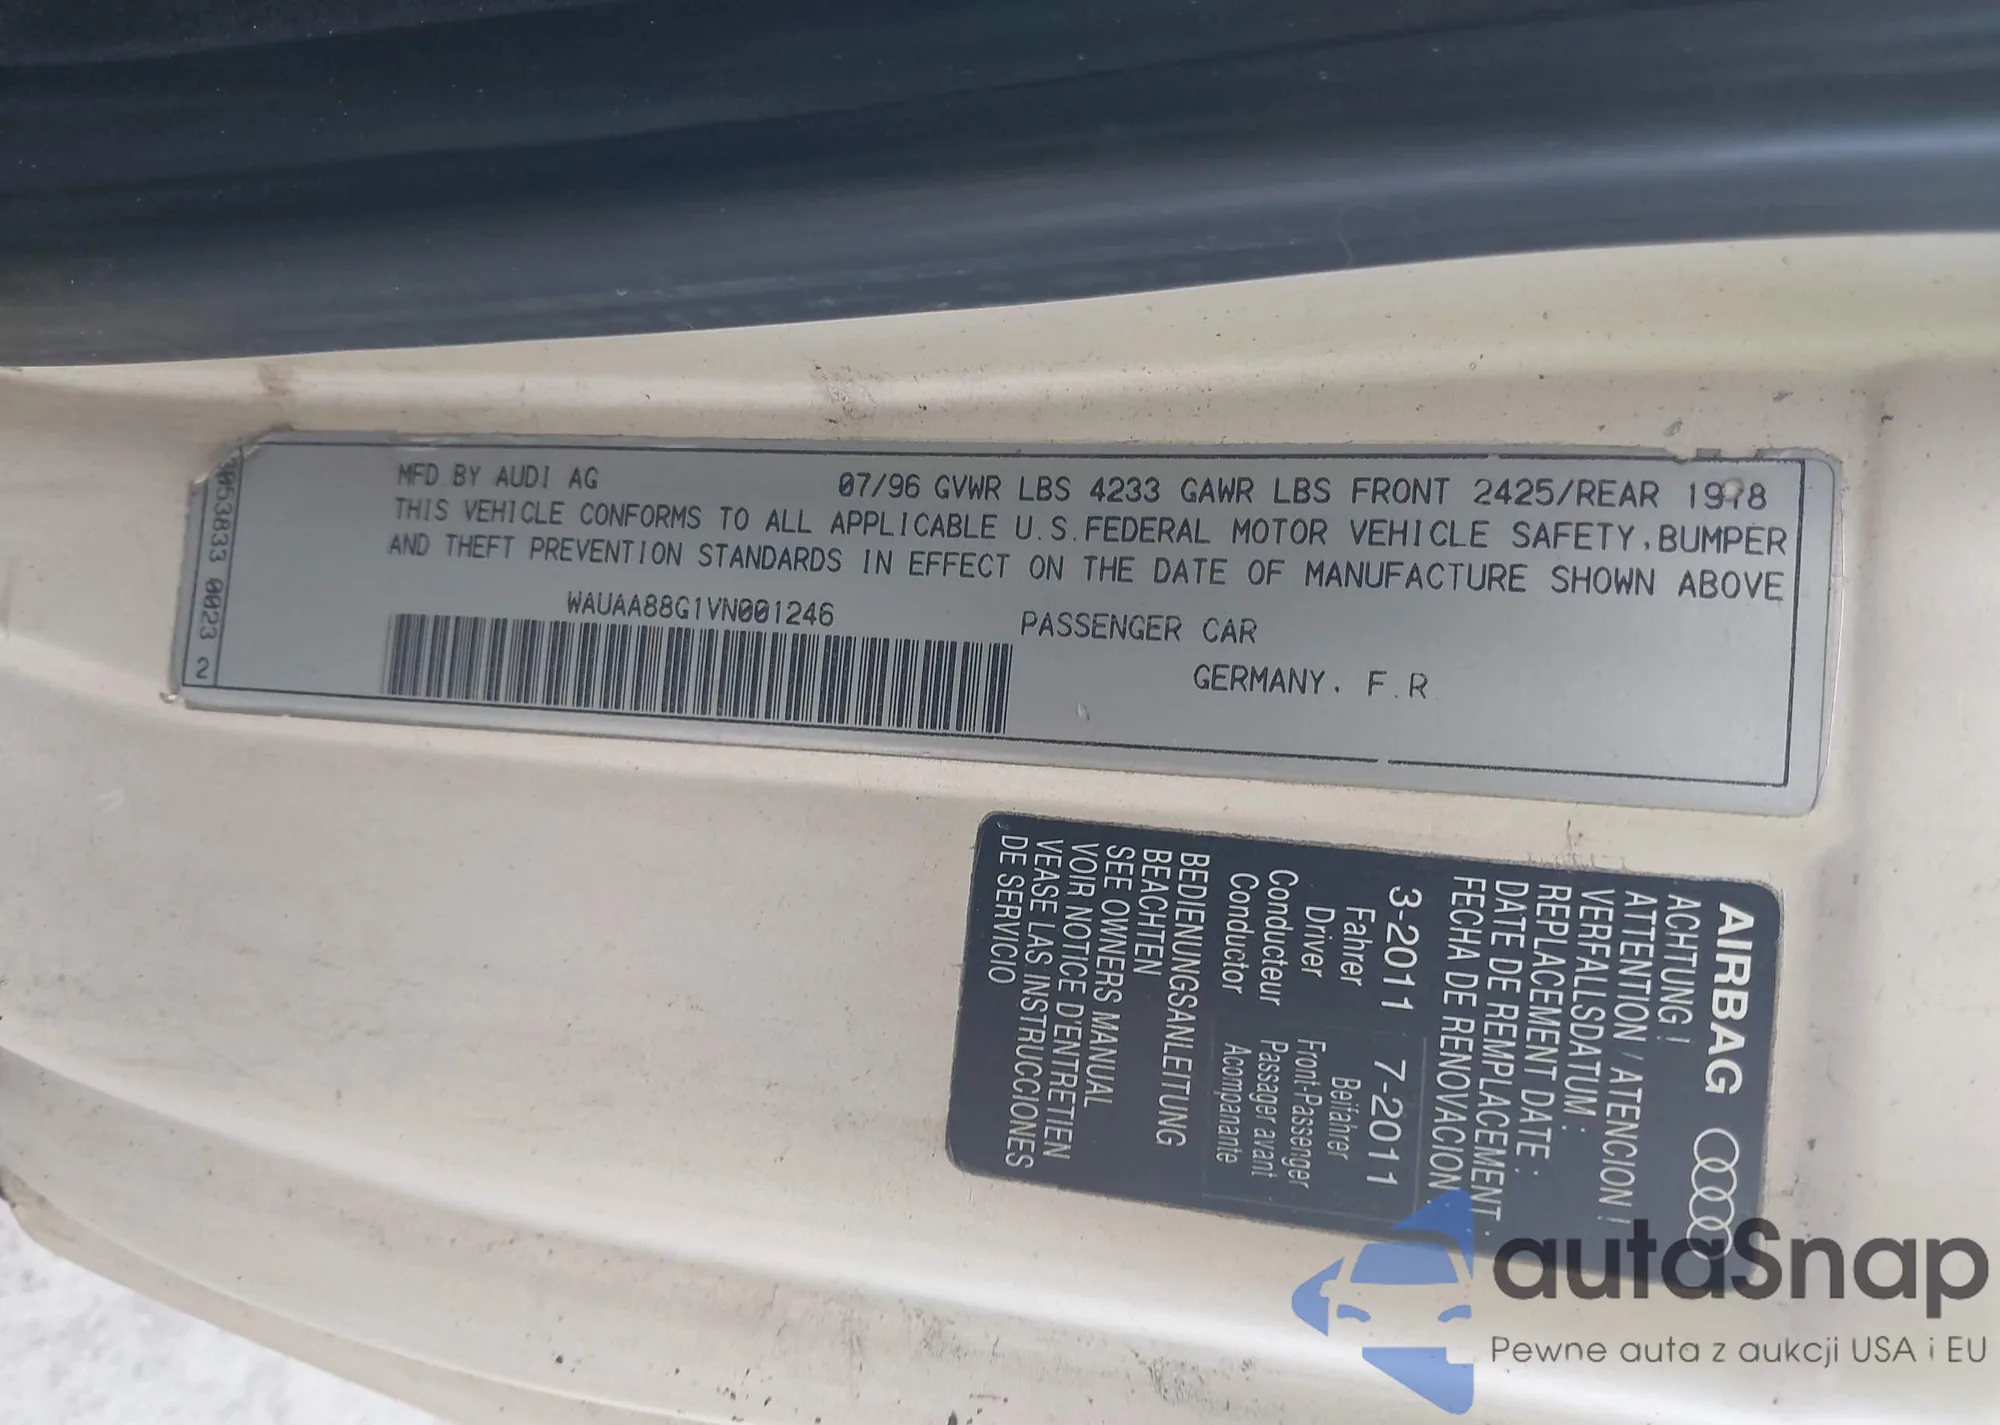 MFD BY AUDI AG 07/96 GVWR LBS 4233 GAWR LBS FRONT 2425/REAR 1978
THIS VEHICLE CONFORMS TO ALL APPLICABLE U.S.FEDERAL MOTOR VEHICLE SAFETY,BUMPER
AND THEFT PREVENTION STANDARDS IN EFFECT ON THE DATE OF MANUFACTURE SHOWN ABOVE
WAUAA88G1VN001246
PASSENGER CAR
GERMANY. F.R
0023 2
AIRBAG
ACHTUNG!
ATTENTION / ATENCION!
VERFALLSDATUM:
REPLACEMENT DATE:
DATE DE REMPLACEMENT
FECHA DE RENOVACION
3-2011 7-2011
Fahrer Beifahrer
Driver Front-Passenger
Conducteur Passager avant
Conductor Acompanante
BEDIENUNGSANLEITUNG
BEACHTEN
SEE OWNERS MANUAL
VOIR NOTICE D'ENTRETIEN
VEASE LAS INSTRUCCIONES
DE SERVICIO
autaSnap
Pewne auta z aukcji USA i EU